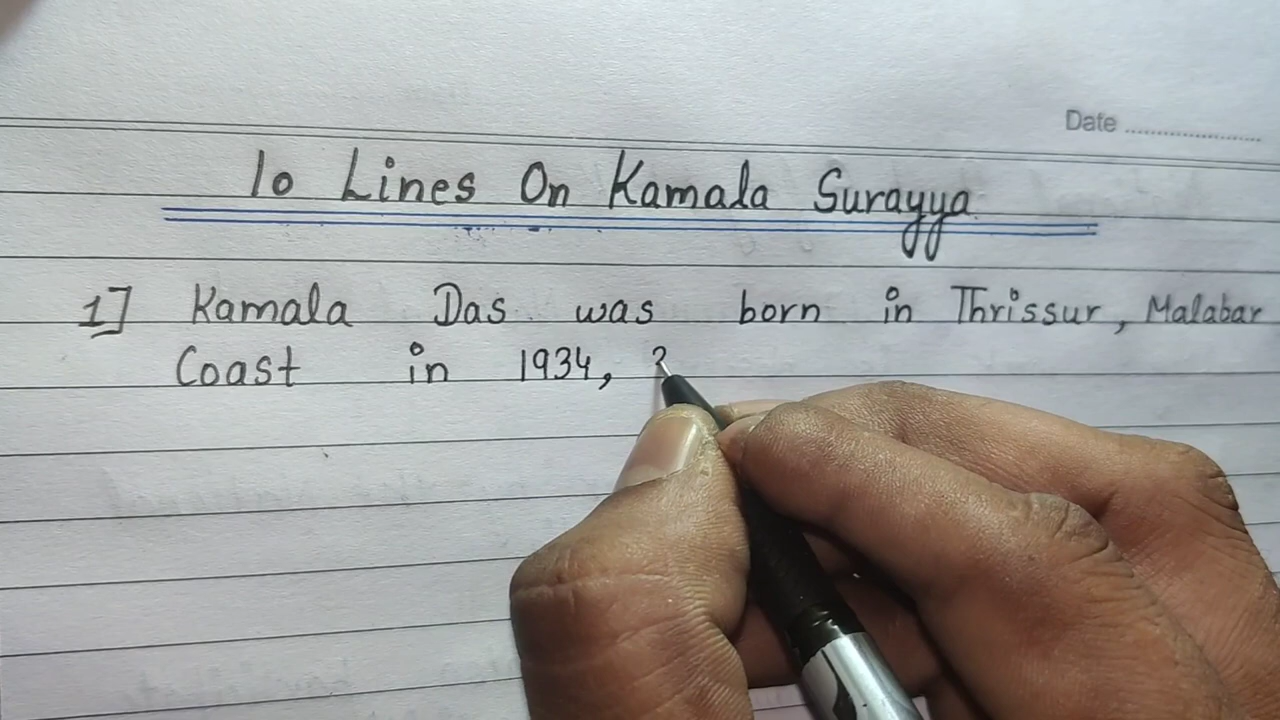 Date
10 Lines On Kamala Surayya
1] Kamala Das was born in Thrissur, Malabar
Coast in 1934,